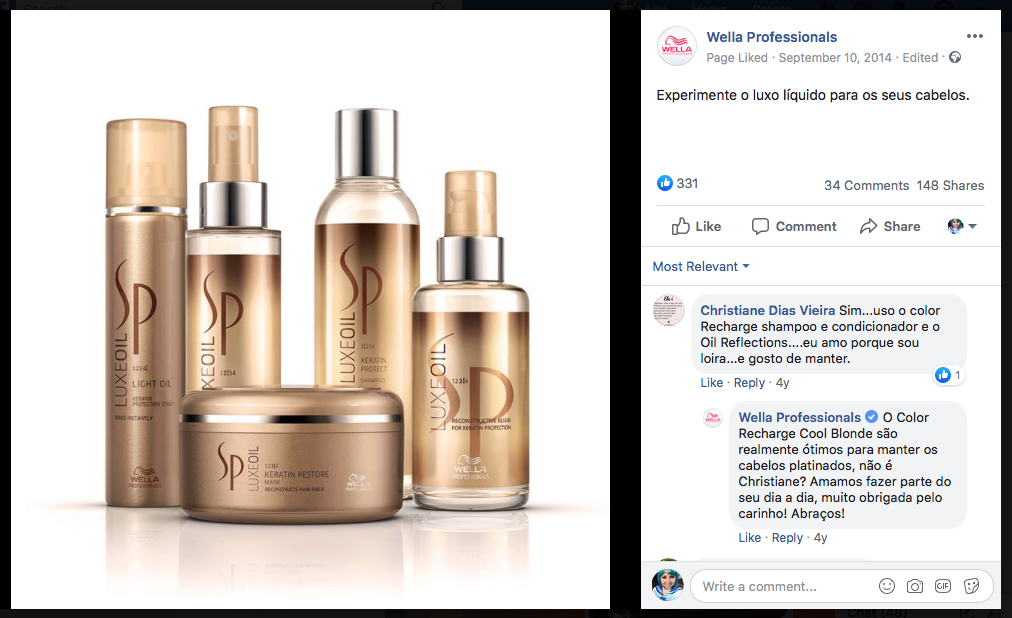 SP
LUXEOIL
1234
LIGHT OIL
KERATIN
PROTECTION SPRAY
WELLA
PROFESSIONALS
SP
LUXEOIL
1234
SP
LUXEOIL
1234
KERATIN
PROTECT
SHAMPOO
SP
LUXEOIL
1234
RECONSTRUCTIVE ELIXIR
FOR KERATIN PROTECTION
WELLA
PROFESSIONALS
SP
LUXEOIL
1234
KERATIN RESTORE
MASK
RECONSTRUCTS HAIR FIBER
WELLA
PROFESSIONALS
WELLA
Wella Professionals
Page Liked · September 10, 2014 · Edited ·
Experimente o luxo líquido para os seus cabelos.
331
34 Comments 148 Shares
Like Comment Share
Most Relevant
Christiane Dias Vieira Sim...uso o color
Recharge shampoo e condicionador e o
Oil Reflections....eu amo porque sou
loira...e gosto de manter.
1
Like · Reply · 4y
Wella Professionals O Color
Recharge Cool Blonde são
realmente ótimos para manter os
cabelos platinados, não é
Christiane? Amamos fazer parte do
seu dia a dia, muito obrigada pelo
carinho! Abraços!
Like · Reply · 4y
Write a comment...
GIF
Chat (48)